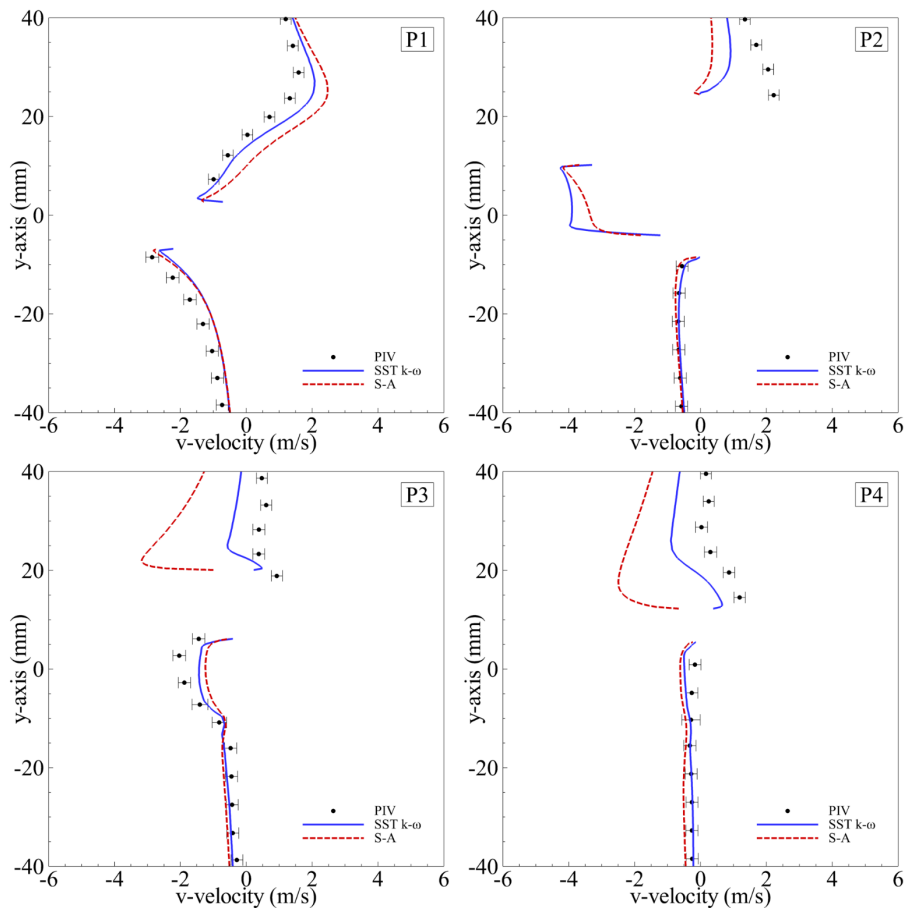 40
P1
20
0
-20
-40
y-axis (mm)
PIV
SST k-ω
S-A
-6 -4 -2 0 2 4 6
v-velocity (m/s)
40
P2
20
0
-20
-40
y-axis (mm)
PIV
SST k-ω
S-A
-6 -4 -2 0 2 4 6
v-velocity (m/s)
40
P3
20
0
-20
-40
y-axis (mm)
PIV
SST k-ω
S-A
-6 -4 -2 0 2 4 6
v-velocity (m/s)
40
P4
20
0
-20
-40
y-axis (mm)
PIV
SST k-ω
S-A
-6 -4 -2 0 2 4 6
v-velocity (m/s)